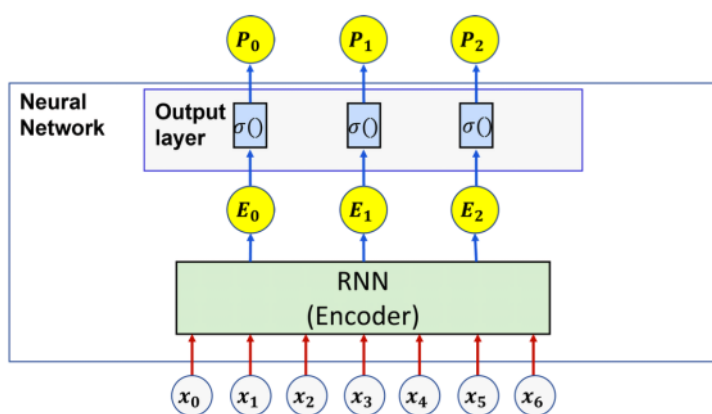 P₀ P₁ P₂
Neural
Network
Output
layer
σ() σ() σ()
E₀ E₁ E₂
RNN
(Encoder)
x₀ x₁ x₂ x₃ x₄ x₅ x₆